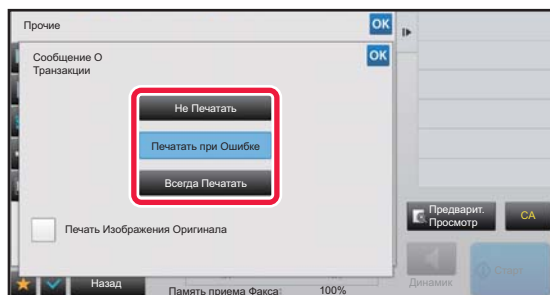 Прочие
OK
Сообщение О
Транзакции
OK
Не Печатать
Печатать при Ошибке
Всегда Печатать
Печать Изображения Оригинала
Предварит.
Просмотр
CA
Назад
Память приема Факса:
100%
Динамик
Старт